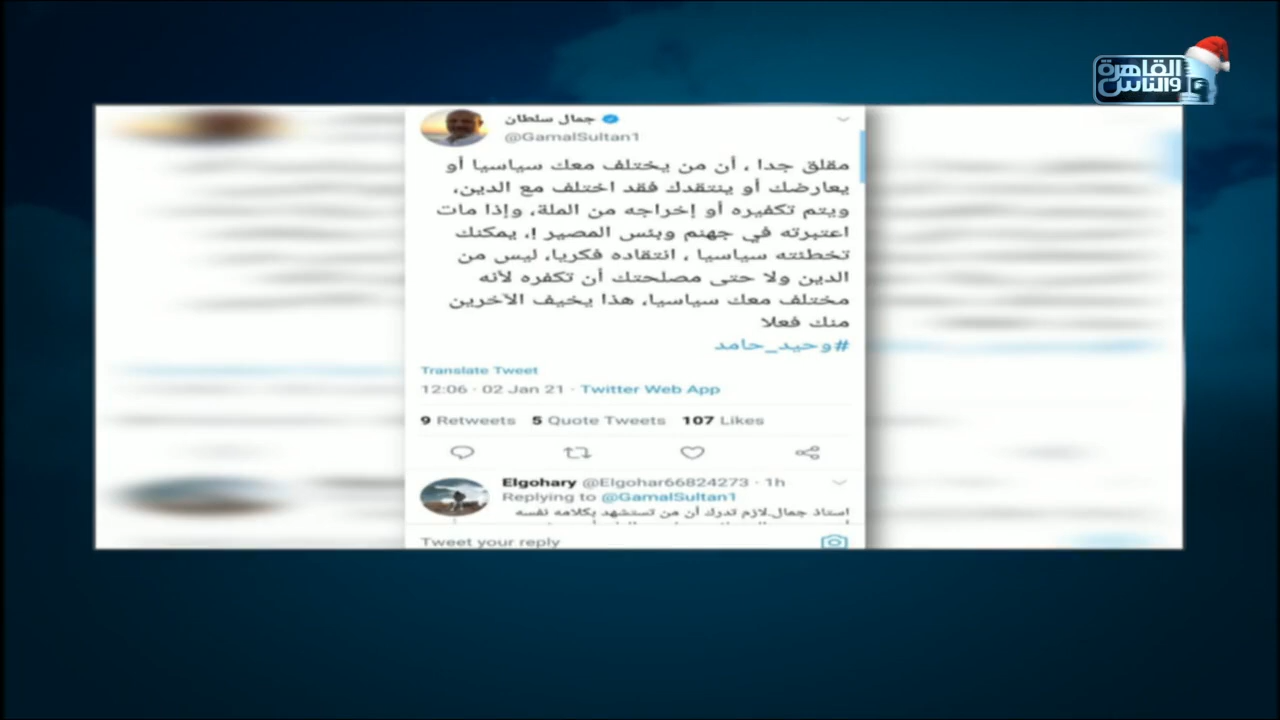 القاهرة
والناس
جمال سلطان
@GamalSultan1
مقلق جدا ، أن من يختلف معك سياسيا أو
يعارضك أو ينتقدك فقد اختلف مع الدين،
ويتم تكفيره أو إخراجه من الملة، وإذا مات
اعتبرته في جهنم وبئس المصير !، يمكنك
تخطئته سياسيا ، انتقاده فكريا، ليس من
الدين ولا حتى مصلحتك أن تكفره لأنه
مختلف معك سياسيا، هذا يخيف الآخرين
منك فعلا
#وحيد_حامد
Translate Tweet
12:06 · 02 Jan 21 · Twitter Web App
9 Retweets 5 Quote Tweets 107 Likes
Elgohary @Elgohar66824273 · 1h
Replying to @GamalSultan1
استاذ جمال.لازم تدرك أن من تستشهد بكلامه نفسه
Tweet your reply